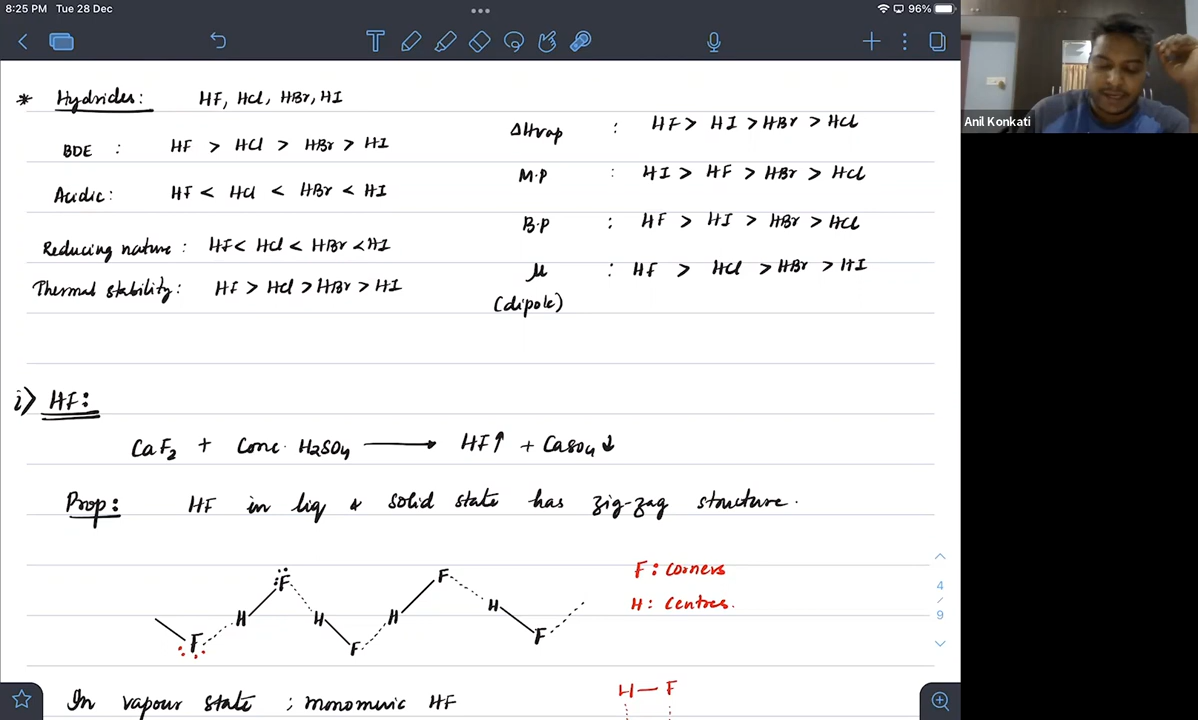 8:25 PM Tue 28 Dec
96%
* Hydrides: HF, HCl, HBr, HI
BDE : HF > HCl > HBr > HI
Acidic: HF < HCl < HBr < HI
Reducing nature: HF < HCl < HBr < HI
Thermal stability: HF > HCl > HBr > HI
ΔHvap : HF > HI > HBr > HCl
M.P : HI > HF > HBr > HCl
B.P : HF > HI > HBr > HCl
μ : HF > HCl > HBr > HI
(dipole)
Anil Konkati
i) HF:
CaF2 + Conc. H2SO4 → HF↑ + CaSO4↓
Prop: HF in liq & solid state has zig-zag structure.
F: corners
H: centres.
F F
H H H H
F F F
4
9
In vapour state ; monomeric HF
H — F